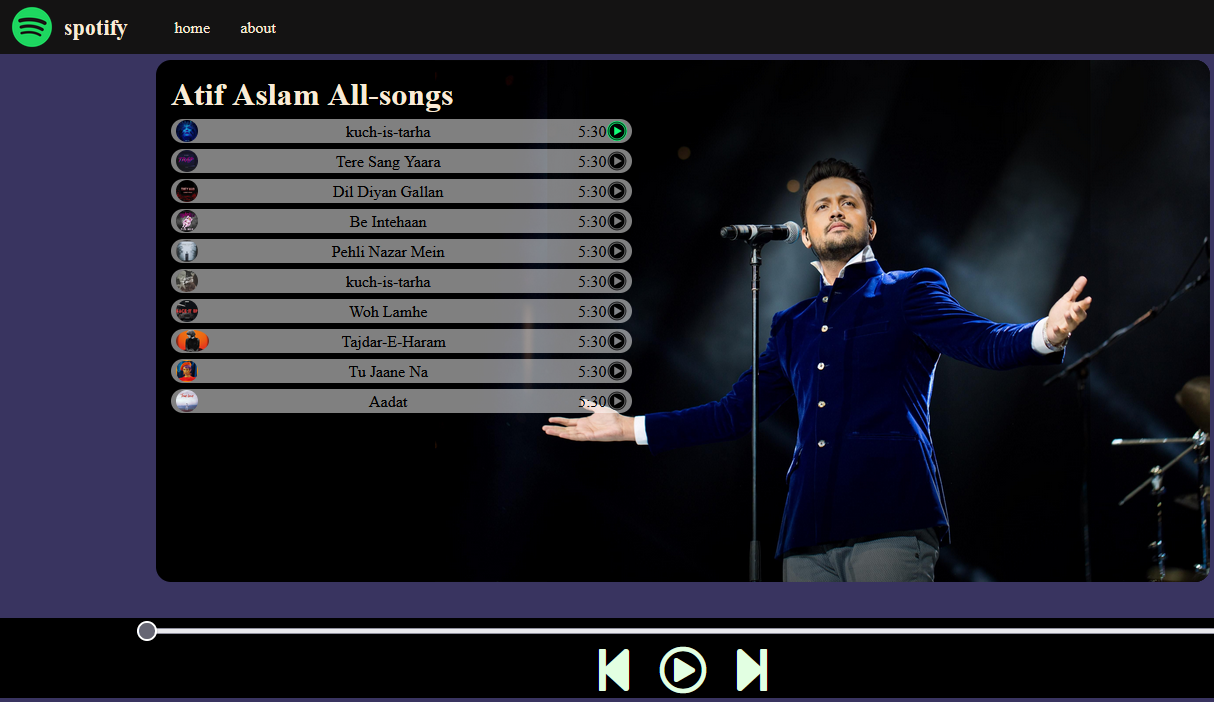 spotify home about
Atif Aslam All-songs
kuch-is-tarha 5:30
Tere Sang Yaara 5:30
Dil Diyan Gallan 5:30
Be Intehaan 5:30
Pehli Nazar Mein 5:30
kuch-is-tarha 5:30
Woh Lamhe 5:30
Tajdar-E-Haram 5:30
Tu Jaane Na 5:30
Aadat 5:30